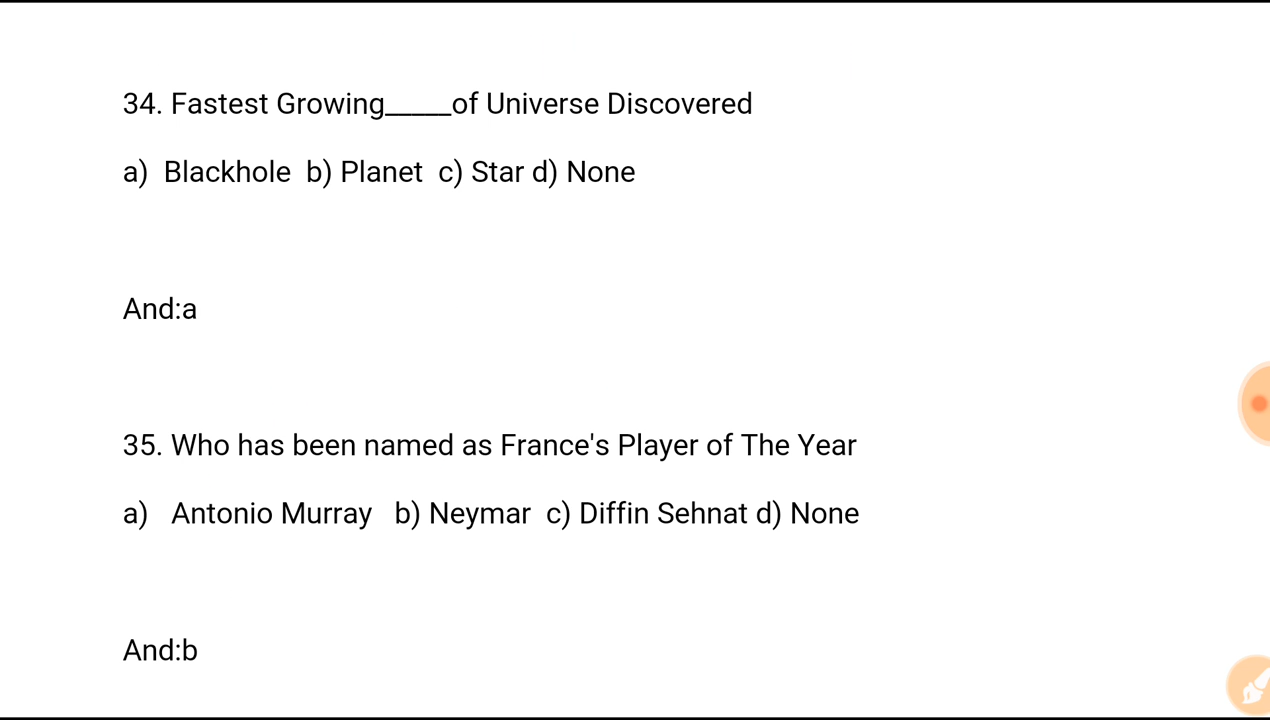 34. Fastest Growing_____of Universe Discovered
a) Blackhole b) Planet c) Star d) None
And:a
35. Who has been named as France's Player of The Year
a) Antonio Murray b) Neymar c) Diffin Sehnat d) None
And:b